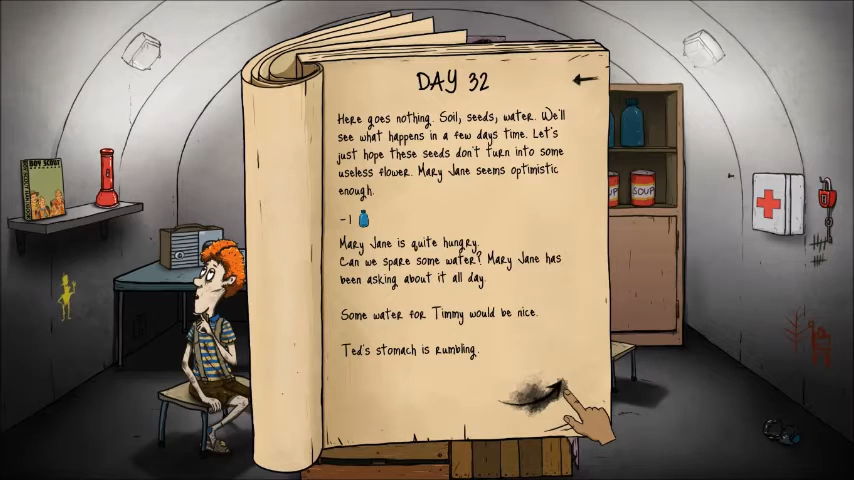 DAY 32
Here goes nothing. Soil, seeds, water. We'll
see what happens in a few days time. Let's
just hope these seeds don't turn into some
useless flower. Mary Jane seems optimistic
enough.
-1
Mary Jane is quite hungry.
Can we spare some water? Mary Jane has
been asking about it all day.
Some water for Timmy would be nice.
Ted's stomach is rumbling.
BOY SCOUT
SOUP
SOUP